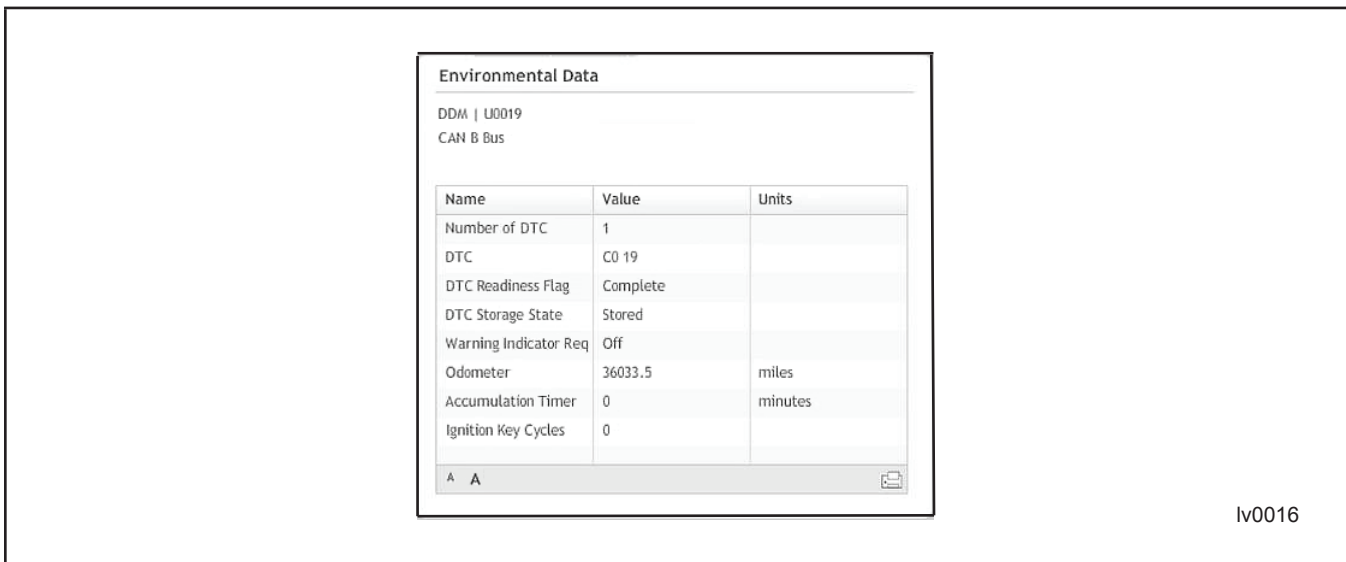 Environmental Data
DDM | U0019
CAN B Bus
Name Value Units
Number of DTC 1
DTC C0 19
DTC Readiness Flag Complete
DTC Storage State Stored
Warning Indicator Req Off
Odometer 36033.5 miles
Accumulation Timer 0 minutes
Ignition Key Cycles 0
A A
lv0016